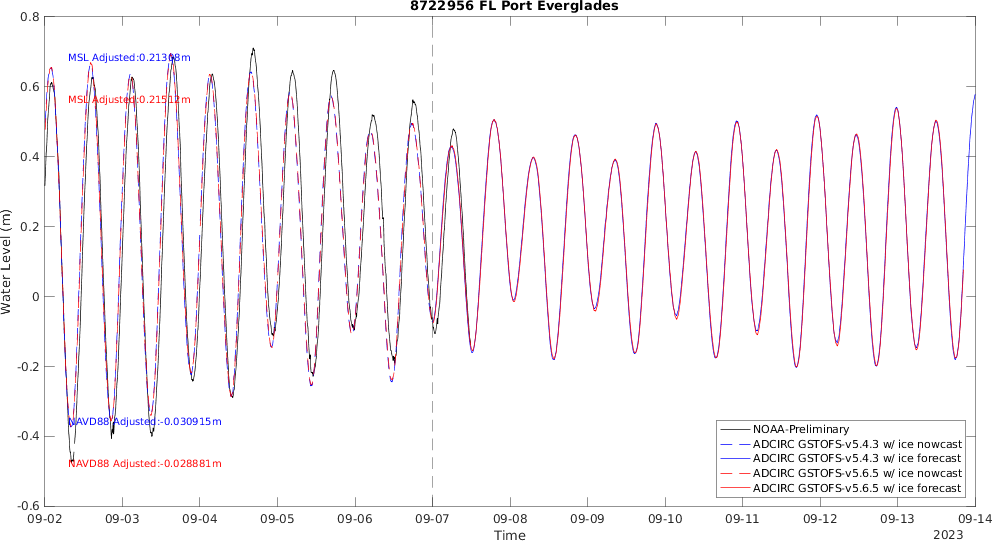 8722956 FL Port Everglades
0.8
0.6
0.4
0.2
0
-0.2
-0.4
-0.6
Water Level (m)
MSL Adjusted:0.21308m
MSL Adjusted:0.21512m
NAVD88 Adjusted:-0.030915m
NAVD88 Adjusted:-0.028881m
NOAA-Preliminary
ADCIRC GSTOFS-v5.4.3 w/ ice nowcast
ADCIRC GSTOFS-v5.4.3 w/ ice forecast
ADCIRC GSTOFS-v5.6.5 w/ ice nowcast
ADCIRC GSTOFS-v5.6.5 w/ ice forecast
09-02 09-03 09-04 09-05 09-06 09-07 09-08 09-09 09-10 09-11 09-12 09-13 09-14
Time
2023